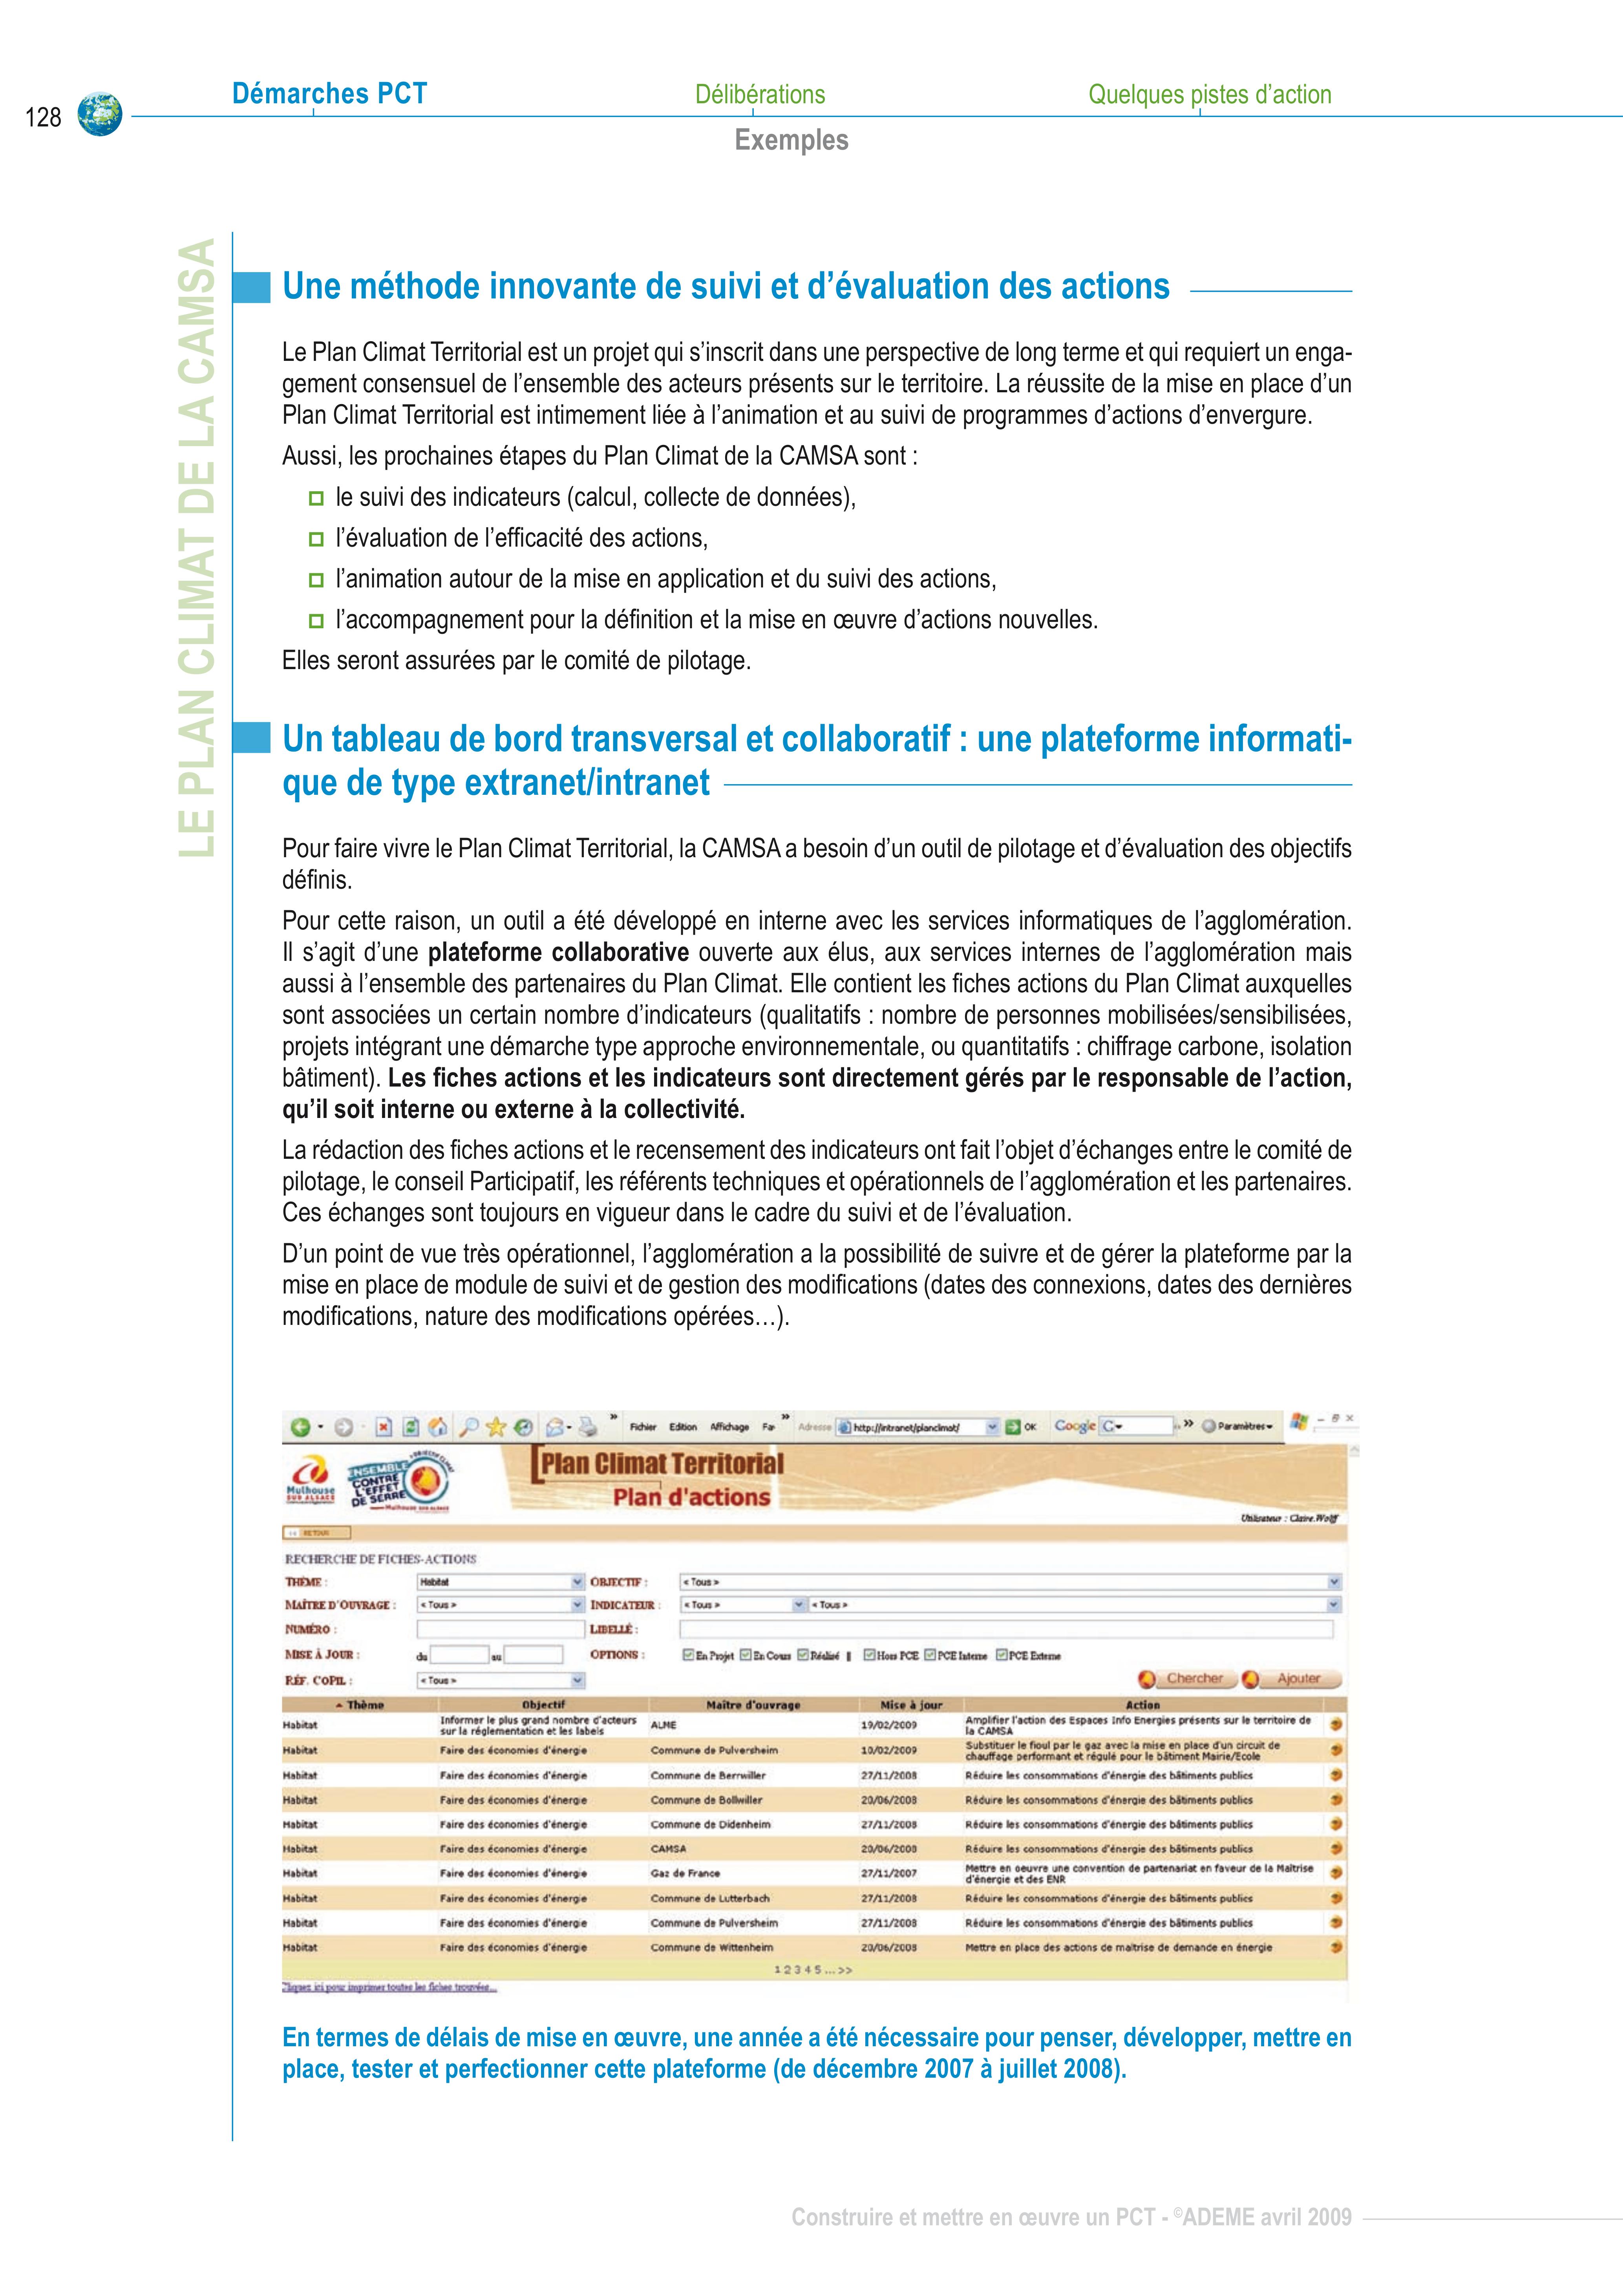 128
Démarches PCT
Délibérations
Quelques pistes d'action
Exemples
LE PLAN CLIMAT DE LA CAMSA
Une méthode innovante de suivi et d'évaluation des actions
Le Plan Climat Territorial est un projet qui s'inscrit dans une perspective de long terme et qui requiert un enga-
gement consensuel de l'ensemble des acteurs présents sur le territoire. La réussite de la mise en place d'un
Plan Climat Territorial est intimement liée à l'animation et au suivi de programmes d'actions d'envergure.
Aussi, les prochaines étapes du Plan Climat de la CAMSA sont :
le suivi des indicateurs (calcul, collecte de données),
l'évaluation de l'efficacité des actions,
l'animation autour de la mise en application et du suivi des actions,
l'accompagnement pour la définition et la mise en œuvre d'actions nouvelles.
Elles seront assurées par le comité de pilotage.
Un tableau de bord transversal et collaboratif : une plateforme informati-
que de type extranet/intranet
Pour faire vivre le Plan Climat Territorial, la CAMSA a besoin d'un outil de pilotage et d'évaluation des objectifs
définis.
Pour cette raison, un outil a été développé en interne avec les services informatiques de l'agglomération.
Il s'agit d'une plateforme collaborative ouverte aux élus, aux services internes de l'agglomération mais
aussi à l'ensemble des partenaires du Plan Climat. Elle contient les fiches actions du Plan Climat auxquelles
sont associées un certain nombre d'indicateurs (qualitatifs : nombre de personnes mobilisées/sensibilisées,
projets intégrant une démarche type approche environnementale, ou quantitatifs : chiffrage carbone, isolation
bâtiment). Les fiches actions et les indicateurs sont directement gérés par le responsable de l'action,
qu'il soit interne ou externe à la collectivité.
La rédaction des fiches actions et le recensement des indicateurs ont fait l'objet d'échanges entre le comité de
pilotage, le conseil Participatif, les référents techniques et opérationnels de l'agglomération et les partenaires.
Ces échanges sont toujours en vigueur dans le cadre du suivi et de l'évaluation.
D'un point de vue très opérationnel, l'agglomération a la possibilité de suivre et de gérer la plateforme par la
mise en place de module de suivi et de gestion des modifications (dates des connexions, dates des dernières
modifications, nature des modifications opérées…).
» Fichier Edition Affichage Fa » Adresse http://intranet/planclimat/ OK Google G » Paramètres
Mulhouse
SUD ALSACE
ENSEMBLE
CONTRE
L'EFFET
DE SERRE
Mulhouse SUD ALSACE
Plan Climat Territorial
Plan d'actions
Utilisateur : Claire.Wolff
<< RETOUR
RECHERCHE DE FICHES-ACTIONS
THÈME : Habitat OBJECTIF : < Tous >
MAÎTRE D'OUVRAGE : < Tous > INDICATEUR : < Tous > < Tous >
NUMÉRO : LIBELLÉ :
MISE À JOUR : du au OPTIONS : En Projet En Cours Réalisé || Hors PCE PCE Interne PCE Externe
RÉF. COPIL : < Tous > Chercher Ajouter
Thème Objectif Maître d'ouvrage Mise à jour Action
Habitat Informer le plus grand nombre d'acteurs sur la réglementation et les labels ALME 19/02/2009 Amplifier l'action des Espaces Info Energies présents sur le territoire de la CAMSA
Habitat Faire des économies d'énergie Commune de Pulversheim 10/02/2009 Substituer le fioul par le gaz avec la mise en place d'un circuit de chauffage performant et régulé pour le bâtiment Mairie/Ecole
Habitat Faire des économies d'énergie Commune de Berrwiller 27/11/2008 Réduire les consommations d'énergie des bâtiments publics
Habitat Faire des économies d'énergie Commune de Bollwiller 20/06/2008 Réduire les consommations d'énergie des bâtiments publics
Habitat Faire des économies d'énergie Commune de Didenheim 27/11/2008 Réduire les consommations d'énergie des bâtiments publics
Habitat Faire des économies d'énergie CAMSA 20/06/2008 Réduire les consommations d'énergie des bâtiments publics
Habitat Faire des économies d'énergie Gaz de France 27/11/2007 Mettre en oeuvre une convention de partenariat en faveur de la Maîtrise d'énergie et des ENR
Habitat Faire des économies d'énergie Commune de Lutterbach 27/11/2008 Réduire les consommations d'énergie des bâtiments publics
Habitat Faire des économies d'énergie Commune de Pulversheim 27/11/2008 Réduire les consommations d'énergie des bâtiments publics
Habitat Faire des économies d'énergie Commune de Wittenheim 20/06/2008 Mettre en place des actions de maîtrise de demande en énergie
1 2 3 4 5 ... >>
Cliquez ici pour imprimer toutes les fiches trouvées...
En termes de délais de mise en œuvre, une année a été nécessaire pour penser, développer, mettre en
place, tester et perfectionner cette plateforme (de décembre 2007 à juillet 2008).
Construire et mettre en œuvre un PCT - ©ADEME avril 2009